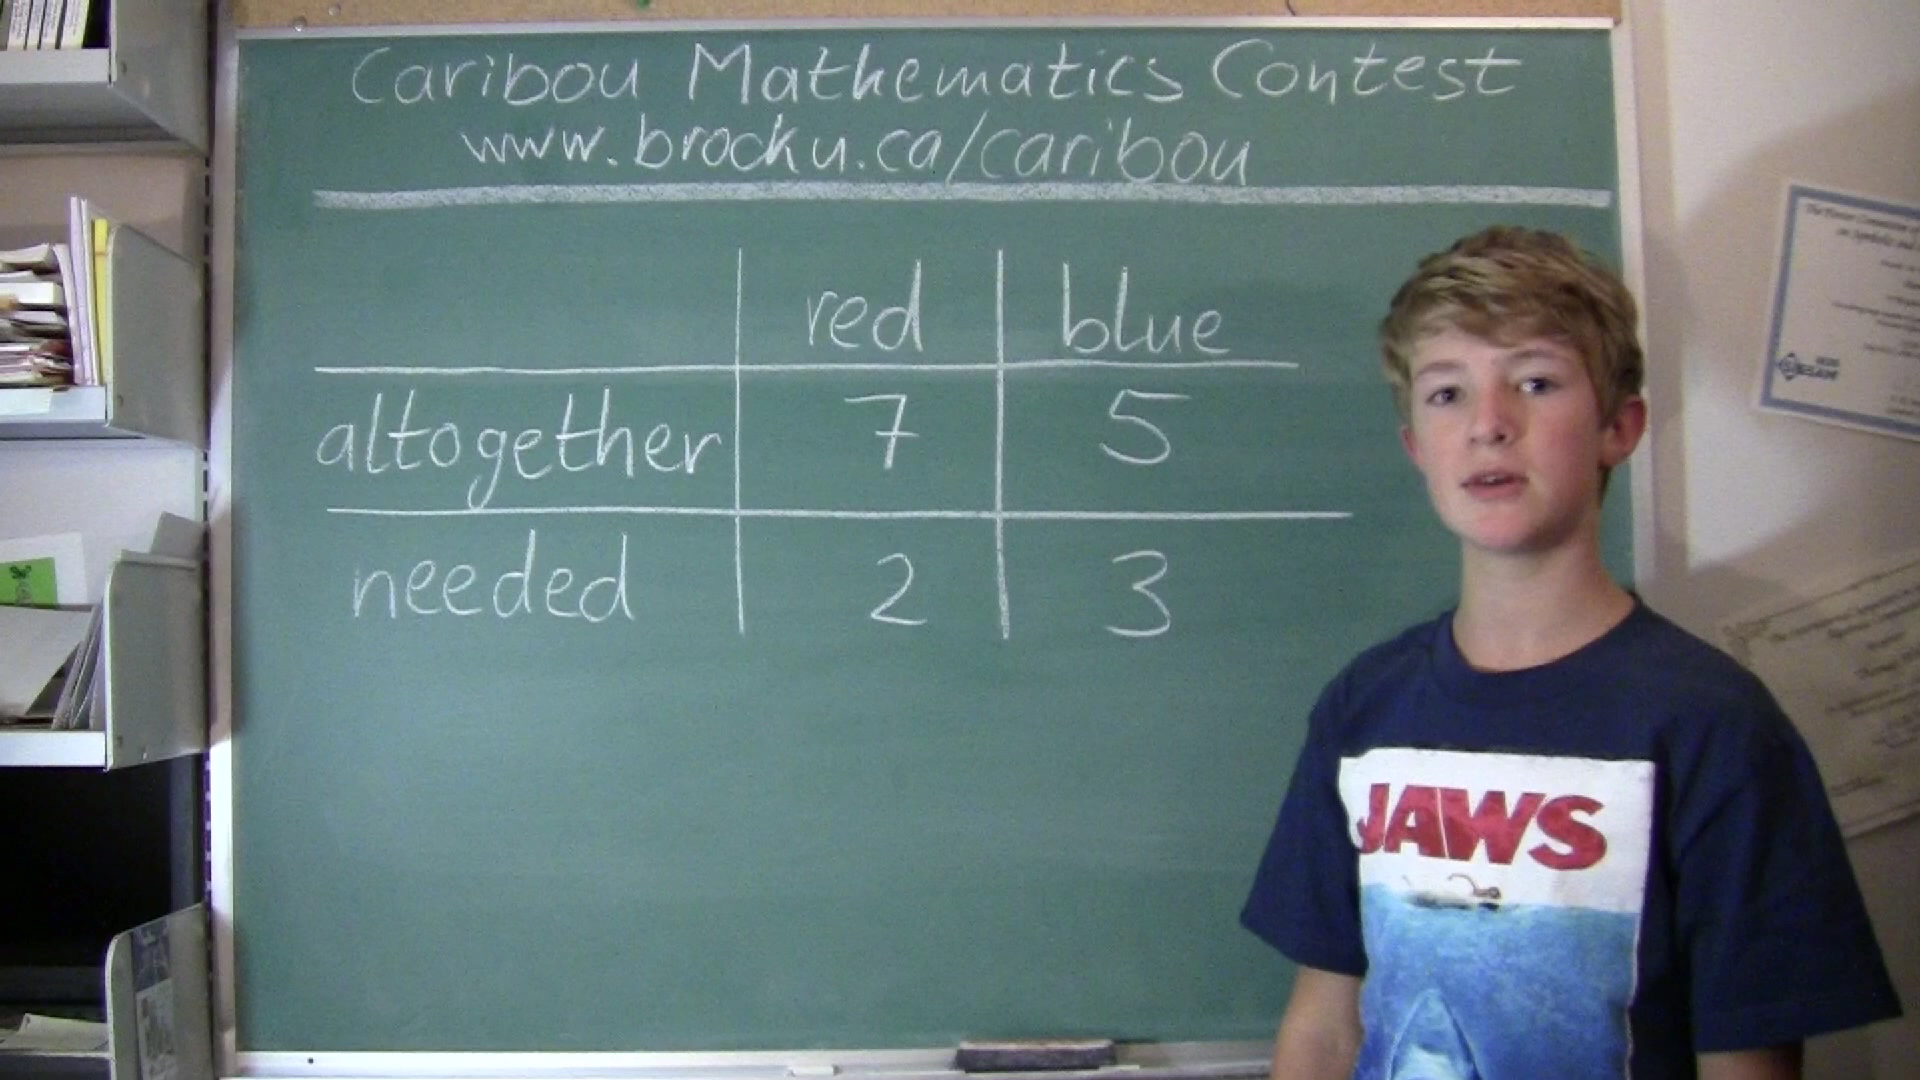 Caribou Mathematics Contest
www.brocku.ca/caribou
red blue
altogether 7 5
needed 2 3
JAWS